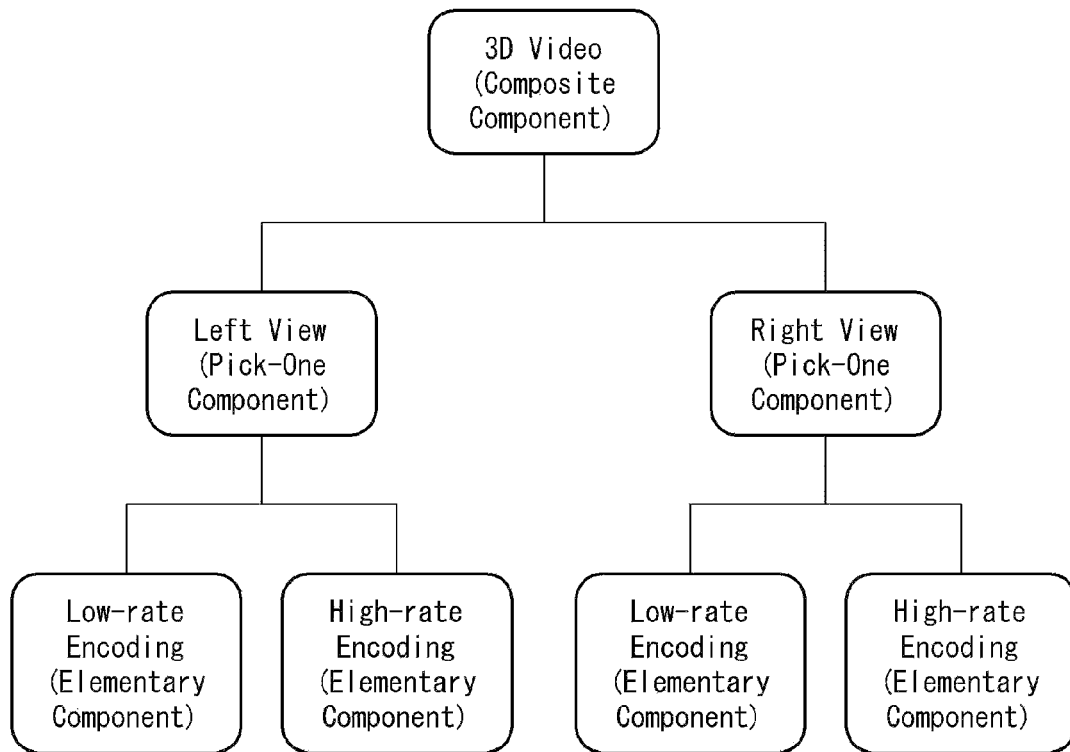 3D Video
(Composite
Component)
Left View
(Pick-One
Component)
Right View
(Pick-One
Component)
Low-rate
Encoding
(Elementary
Component)
High-rate
Encoding
(Elementary
Component)
Low-rate
Encoding
(Elementary
Component)
High-rate
Encoding
(Elementary
Component)